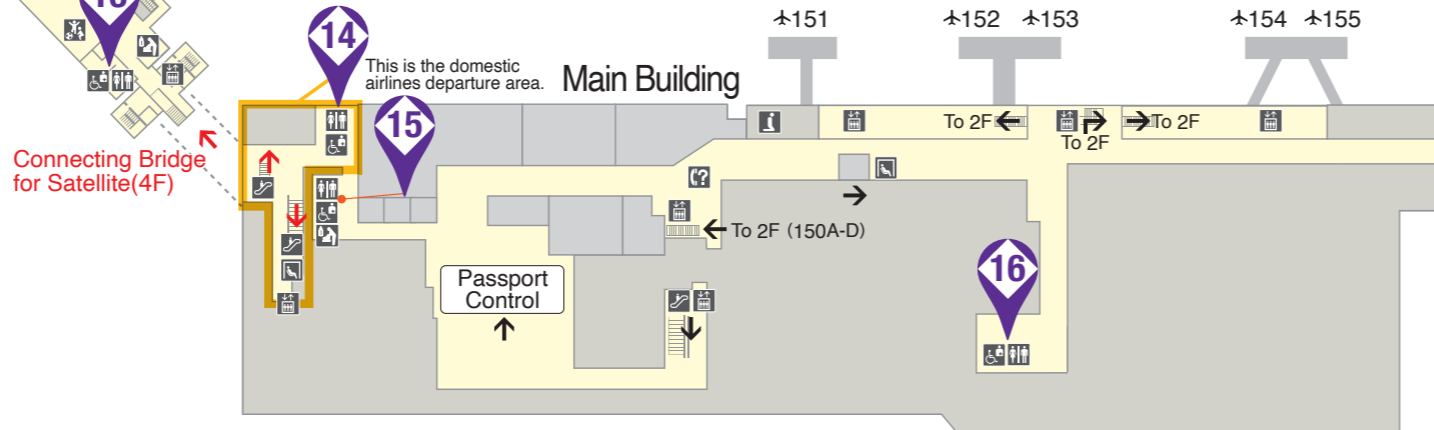 151
152
153
154
155
14
This is the domestic
airlines departure area.
Main Building
15
To 2F
To 2F
To 2F
Connecting Bridge
for Satellite(4F)
To 2F (150A-D)
Passport
Control
16